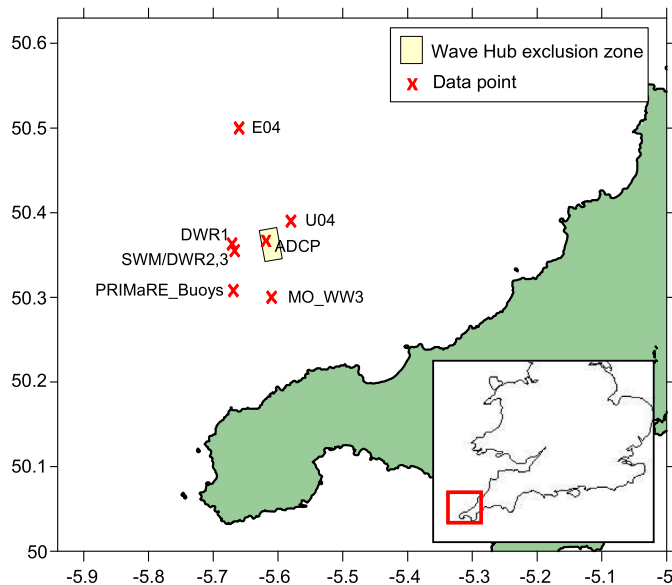 50.6
Wave Hub exclusion zone
Data point
50.5
E04
50.4
U04
DWR1
ADCP
SWM/DWR2,3
50.3
PRIMaRE_Buoys
MO_WW3
50.2
50.1
50
-5.9 -5.8 -5.7 -5.6 -5.5 -5.4 -5.3 -5.2 -5.1 -5